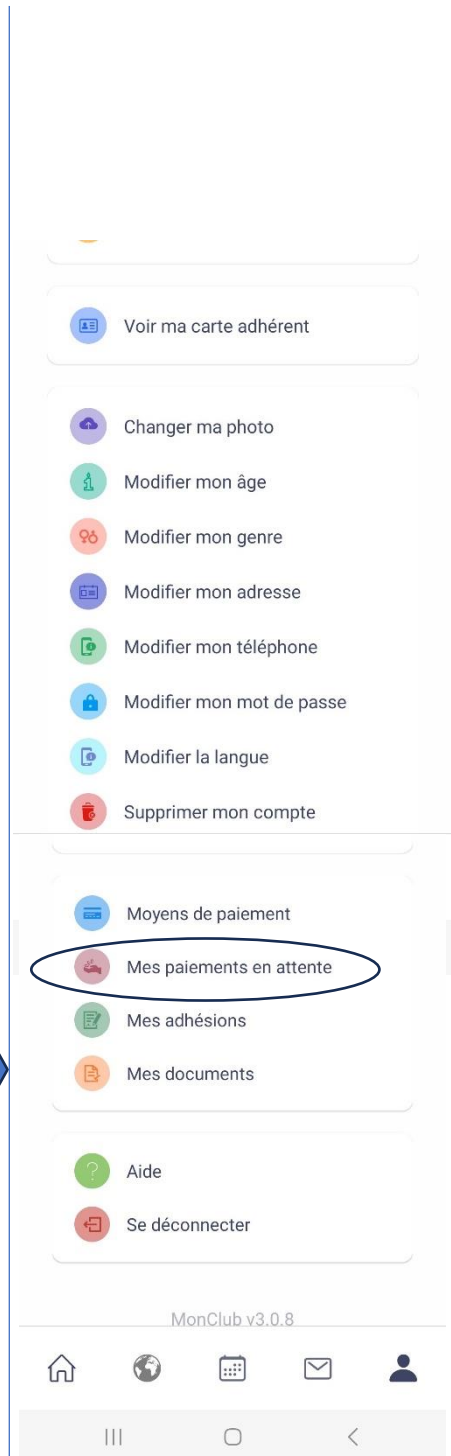 Voir ma carte adhérent
Changer ma photo
Modifier mon âge
Modifier mon genre
Modifier mon adresse
Modifier mon téléphone
Modifier mon mot de passe
Modifier la langue
Supprimer mon compte
Moyens de paiement
Mes paiements en attente
Mes adhésions
Mes documents
Aide
Se déconnecter
MonClub v3.0.8